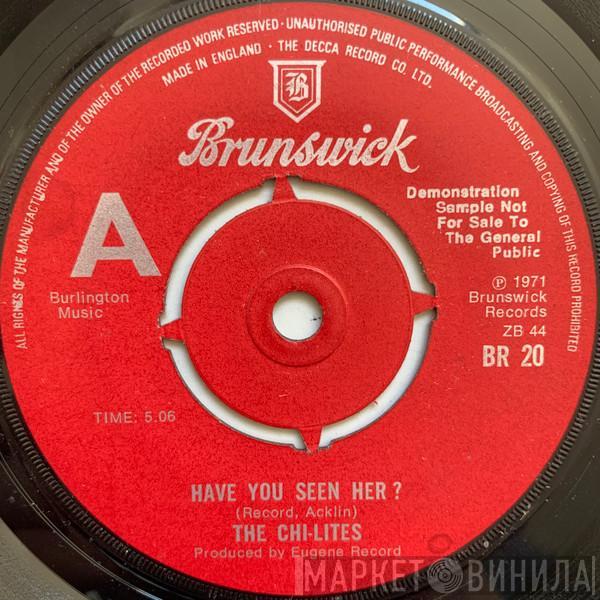 ALL RIGHTS OF THE MANUFACTURER AND OF THE OWNER OF THE RECORDED WORK RESERVED · UNAUTHORISED PUBLIC PERFORMANCE BROADCASTING AND COPYING OF THIS RECORD PROHIBITED
MADE IN ENGLAND · THE DECCA RECORD CO. LTD.
B
Brunswick
A
Demonstration
Sample Not
For Sale To
The General
Public
Burlington
Music
℗ 1971
Brunswick
Records
ZB 44
BR 20
TIME: 5.06
HAVE YOU SEEN HER ?
(Record, Acklin)
THE CHI-LITES
Produced by Eugene Record
МАРКЕТ ВИНИЛА